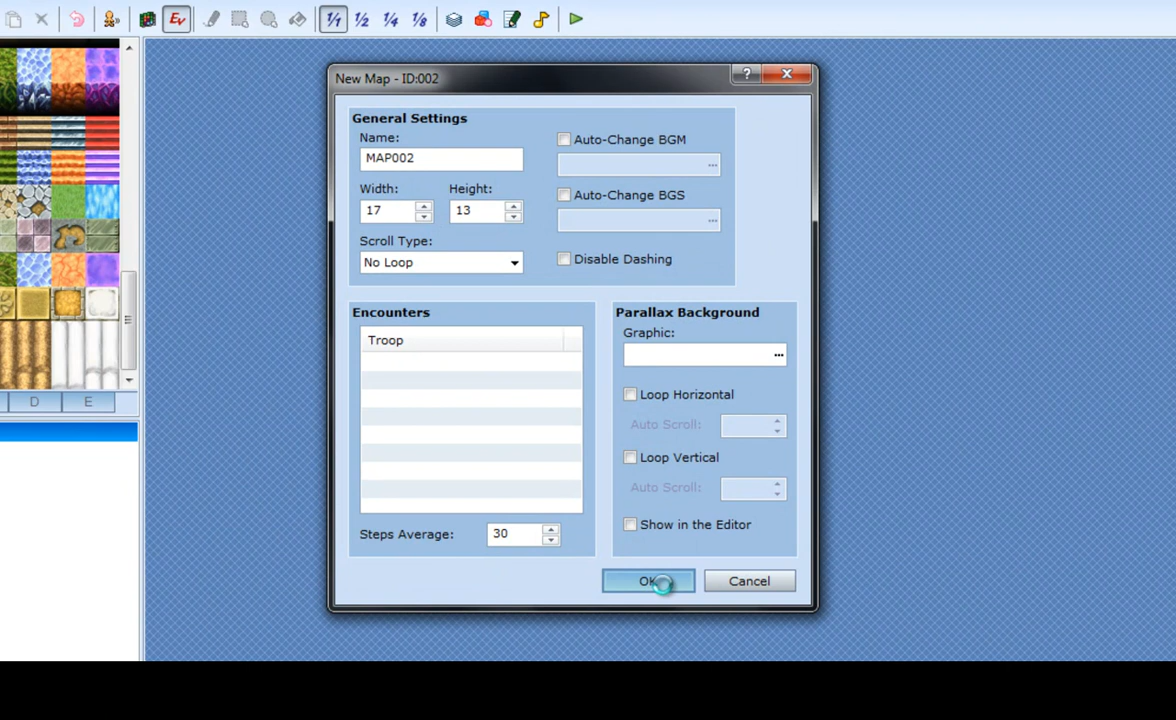 Ev 1/1 1/2 1/4 1/8
New Map - ID:002
?
General Settings
Name:
MAP002
Auto-Change BGM
...
Width:
Height:
17
13
Auto-Change BGS
...
Scroll Type:
No Loop
Disable Dashing
Encounters
Troop
Steps Average:
30
Parallax Background
Graphic:
...
Loop Horizontal
Auto Scroll:
Loop Vertical
Auto Scroll:
Show in the Editor
OK
Cancel
D
E